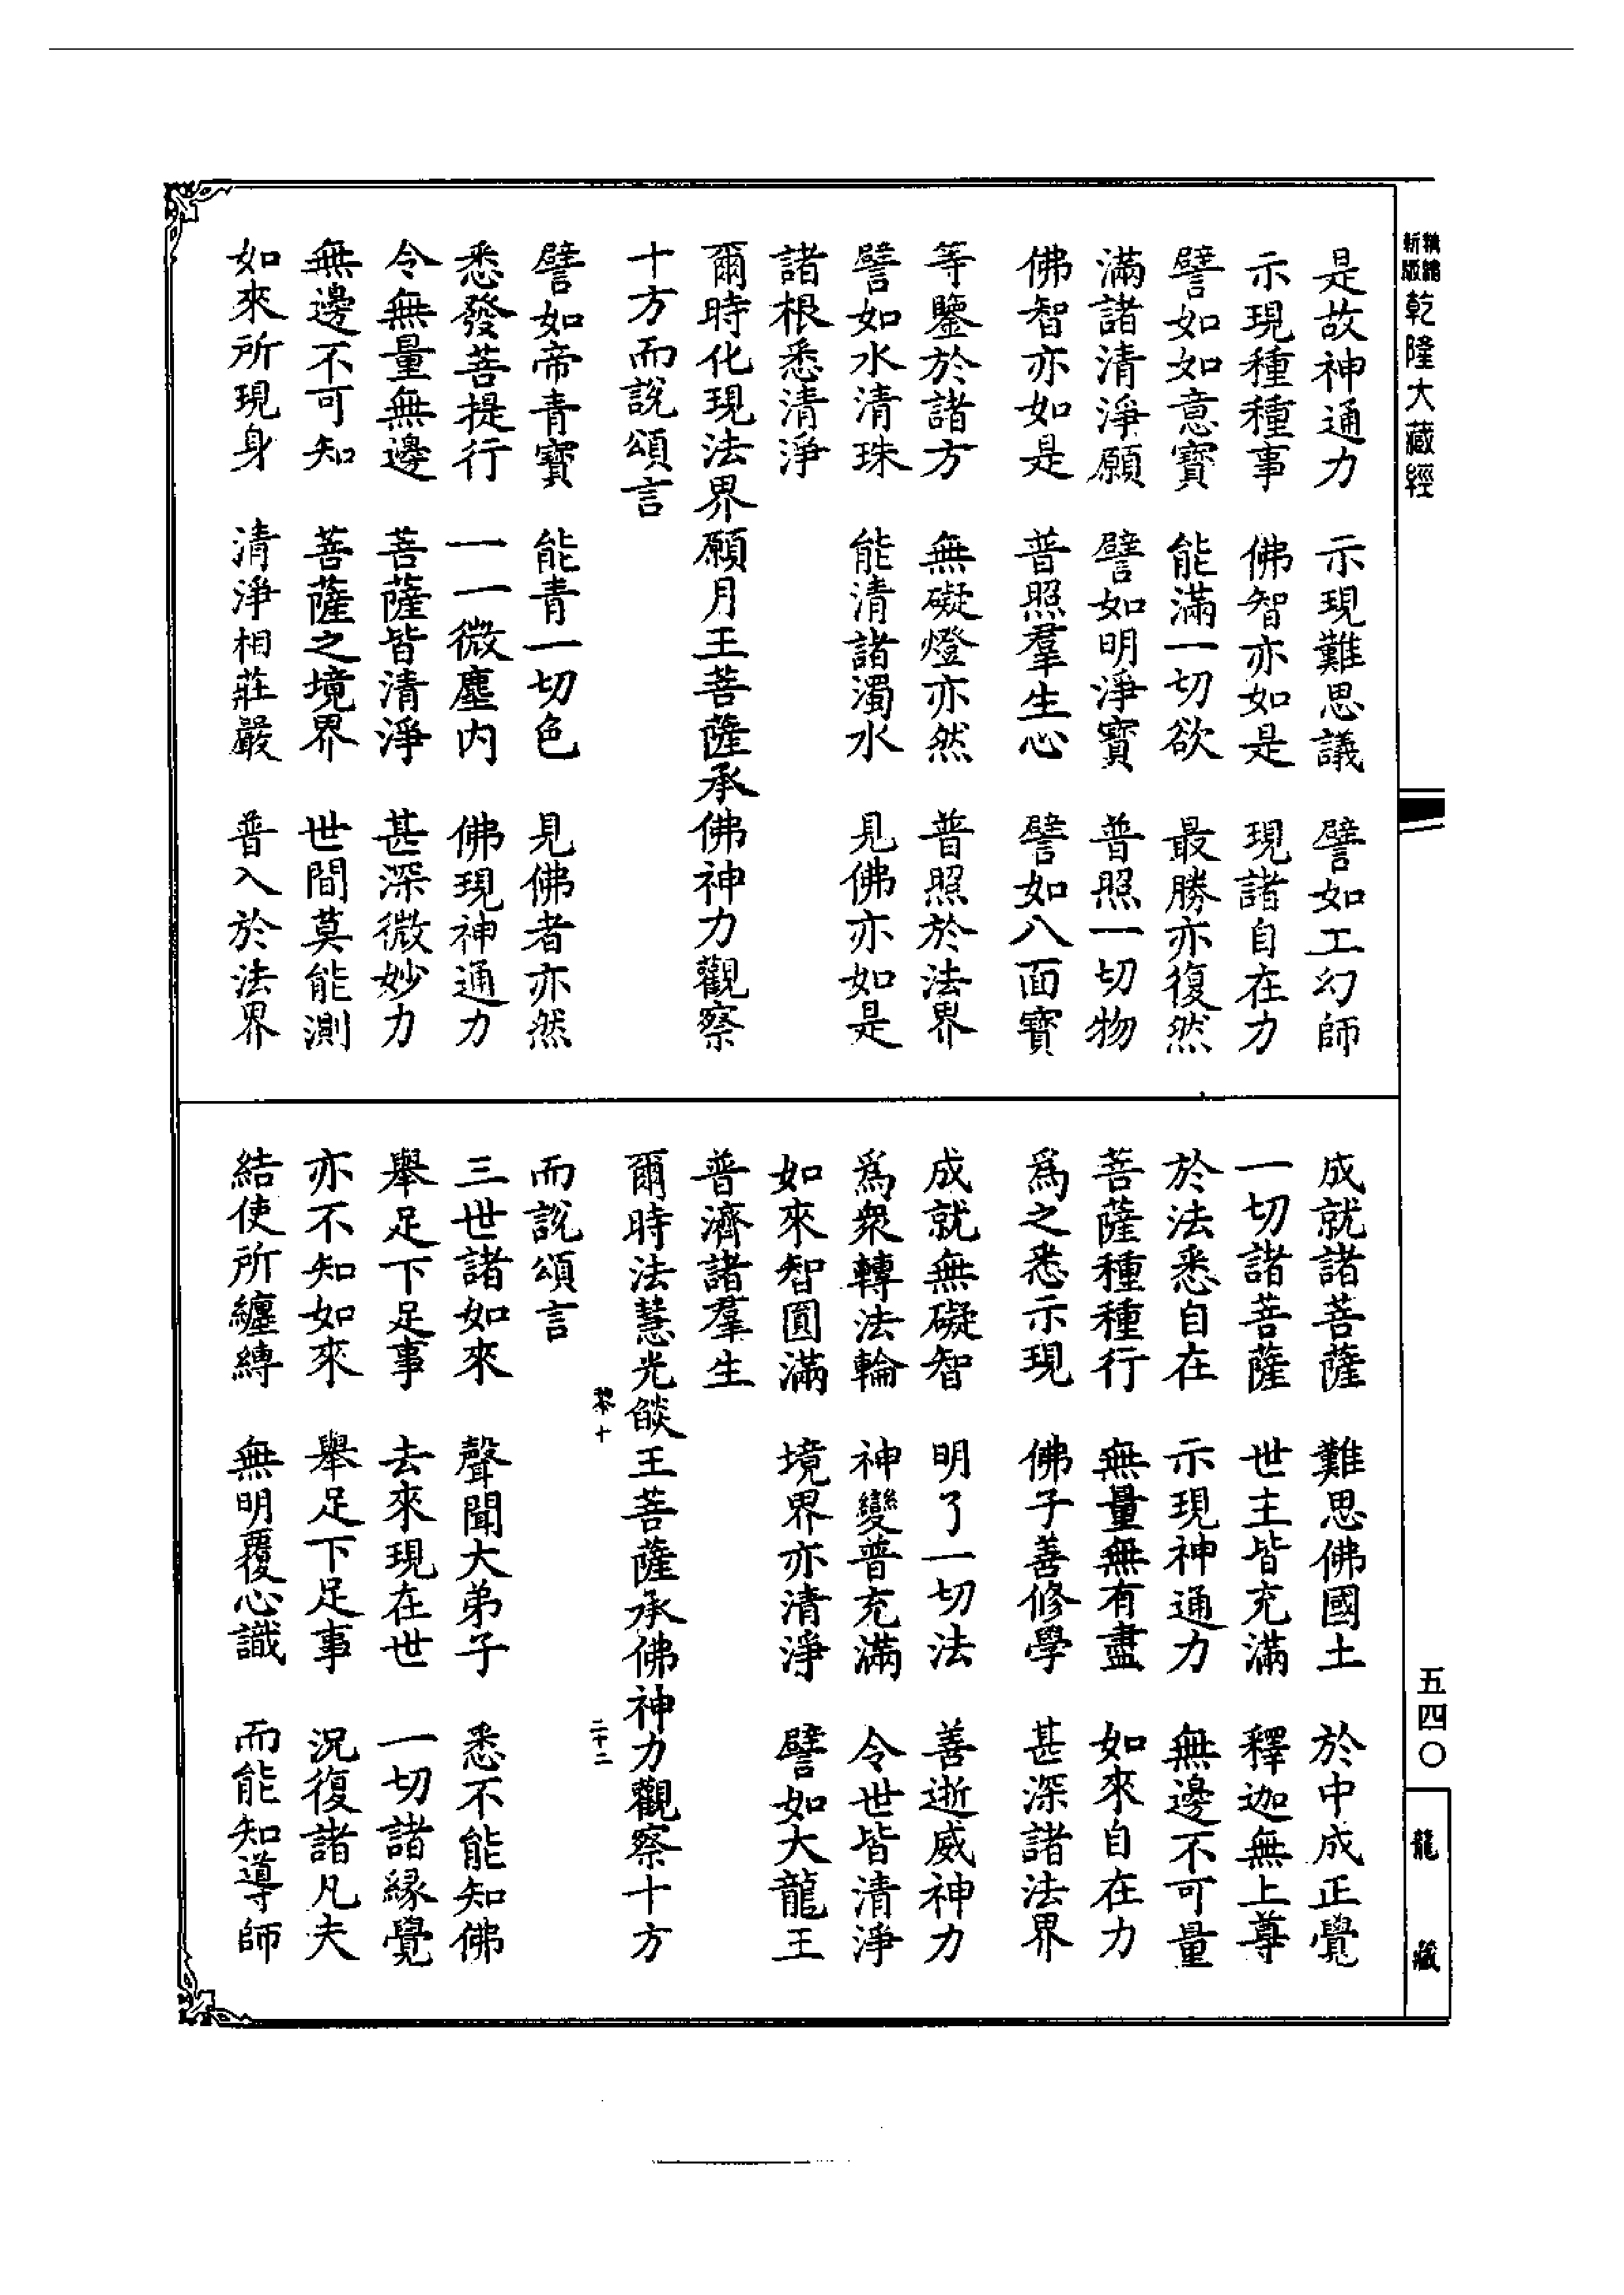 新版 精縮 乾隆大藏經
是故神通力 示現難思議 譬如工幻師
示現種種事 佛智亦如是 現諸自在力
譬如如意寶 能滿一切欲 最勝亦復然
滿諸清淨願 譬如明淨寶 普照一切物
佛智亦如是 普照羣生心 譬如八面寶
等鑒於諸方 無礙燈亦然 普照於法界
譬如水清珠 能清諸濁水 見佛亦如是
諸根悉清淨
爾時化現法界願月王菩薩承佛神力觀察
十方而說頌言
譬如帝青寶 能青一切色 見佛者亦然
悉發菩提行 一一微塵内 佛現神通力
令無量無邊 菩薩皆清淨 甚深微妙力
無邊不可知 菩薩之境界 世間莫能測
如來所現身 清淨相莊嚴 普入於法界
成就諸菩薩 難思佛國土 於中成正覺
一切諸菩薩 世主皆充滿 釋迦無上尊
於法悉自在 示現神通力 無邊不可量
菩薩種種行 無量無有盡 如來自在力
爲之悉示現 佛子善修學 甚深諸法界
成就無礙智 明了一切法 善逝威神力
爲衆轉法輪 神變普充滿 令世皆清淨
如來智圓滿 境界亦清淨 譬如大龍王
普濟諸羣生
爾時法慧光燄王菩薩承佛神力觀察十方
十 二十二
而說頌言
三世諸如來 聲聞大弟子 悉不能知佛
舉足下足事 去來現在世 一切諸緣覺
亦不知如來 舉足下足事 況復諸凡夫
結使所纏縛 無明覆心識 而能知導師
五四〇
龍藏